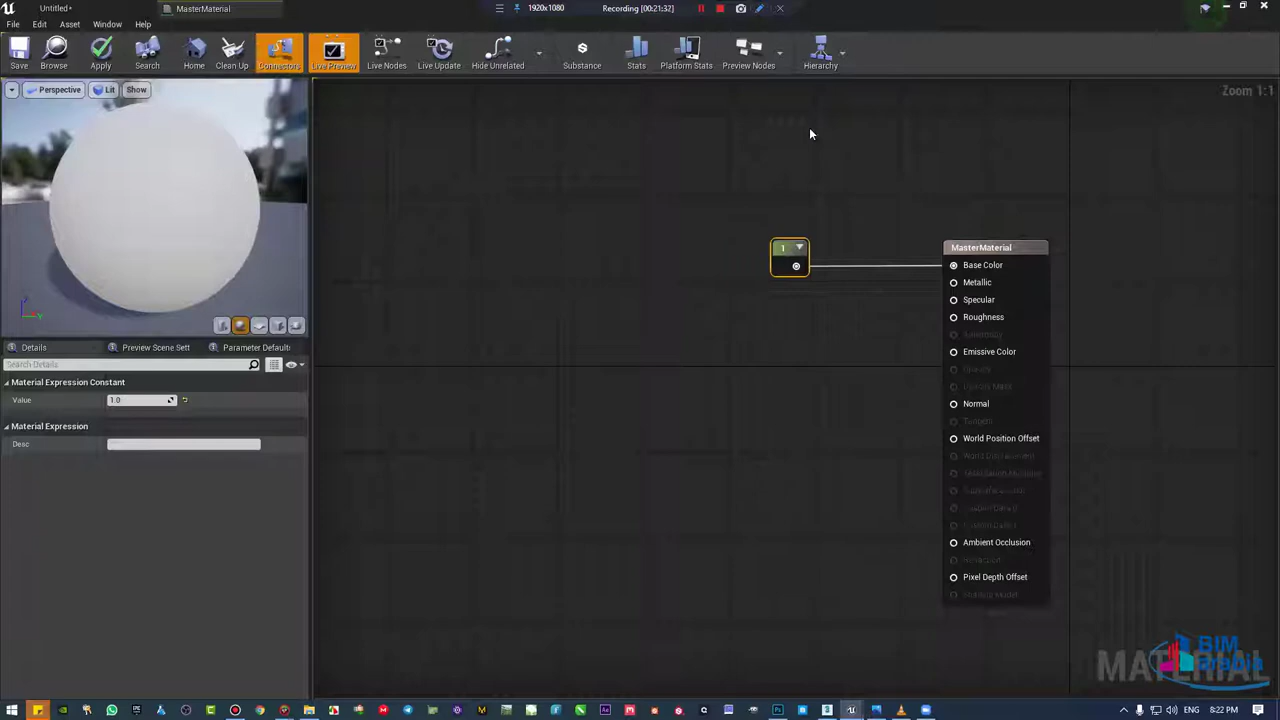 Untitled*
MasterMaterial
1920x1080
Recording [00:21:32]
File
Edit
Asset
Window
Help
Save
Browse
Apply
Search
Home
Clean Up
Connectors
Live Preview
Live Nodes
Live Update
Hide Unrelated
Substance
Stats
Platform Stats
Preview Nodes
Hierarchy
Perspective
Lit
Show
Zoom 1:1
1
MasterMaterial
Base Color
Metallic
Specular
Roughness
Emissive Color
Normal
Tangent
World Position Offset
Ambient Occlusion
Pixel Depth Offset
Details
Preview Scene Sett
Parameter Default
Search Details
Material Expression Constant
Value
1.0
Material Expression
Desc
MATERIAL
BIM
arabia
ENG
8:22 PM